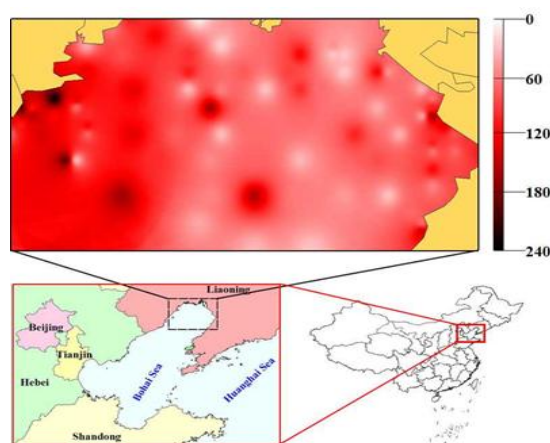 0
60
120
180
240
Liaoning
Beijing
Tianjin
Hebei
Bohai Sea
Huanghai Sea
Shandong